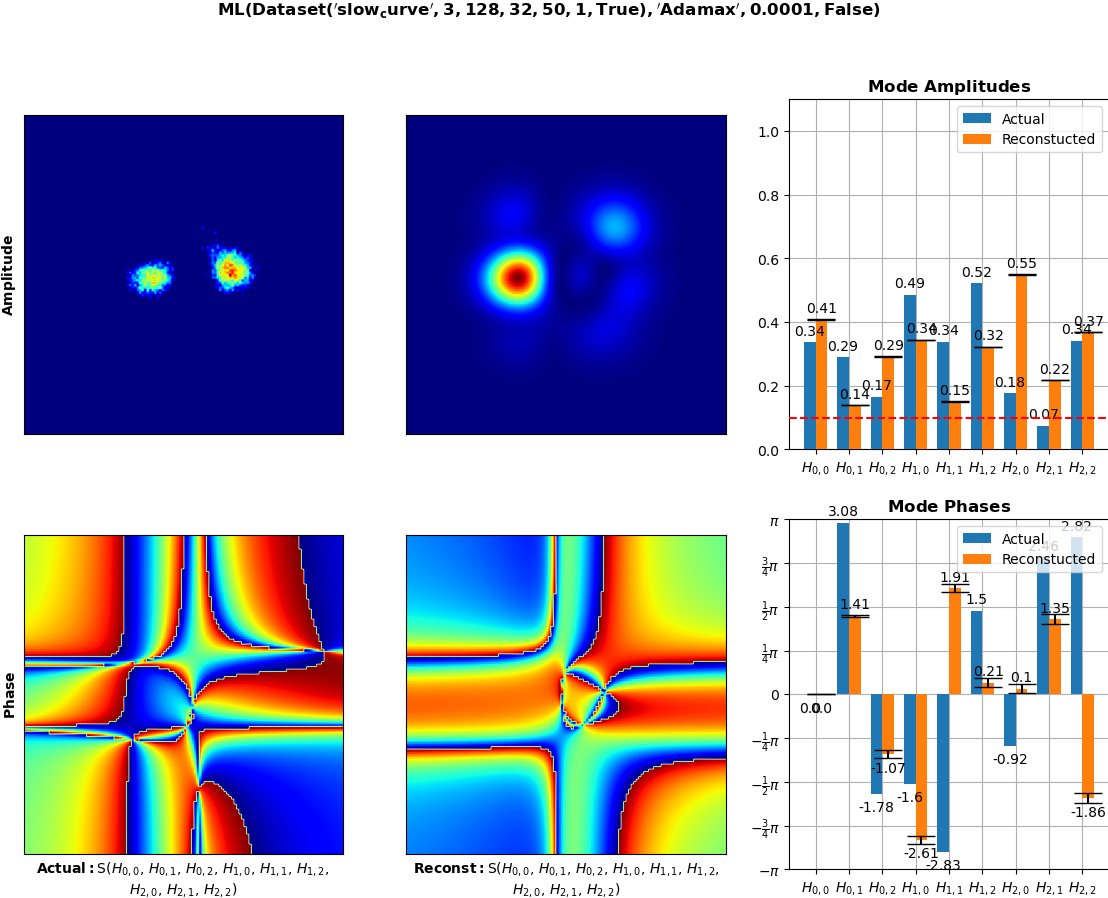 ML(Dataset('slow_curve', 3, 128, 32, 50, 1, True), 'Adamax', 0.0001, False)
Amplitude
Mode Amplitudes
Actual
Reconstucted
1.0
0.8
0.6
0.4
0.2
0.0
0.34 0.29 0.17 0.49 0.34 0.52 0.18 0.07 0.34
0.41 0.14 0.29 0.34 0.15 0.32 0.55 0.22 0.37
H0,0 H0,1 H0,2 H1,0 H1,1 H1,2 H2,0 H2,1 H2,2
Phase
Mode Phases
Actual
Reconstucted
π
3/4π
1/2π
1/4π
0
−1/4π
−1/2π
−3/4π
−π
0.0 3.08 -1.78 -1.6 -2.83 1.5 -0.92 2.46 2.82
0.0 1.41 -1.07 -2.61 1.91 0.21 0.1 1.35 -1.86
H0,0 H0,1 H0,2 H1,0 H1,1 H1,2 H2,0 H2,1 H2,2
Actual: S(H0,0, H0,1, H0,2, H1,0, H1,1, H1,2,
H2,0, H2,1, H2,2)
Reconst: S(H0,0, H0,1, H0,2, H1,0, H1,1, H1,2,
H2,0, H2,1, H2,2)